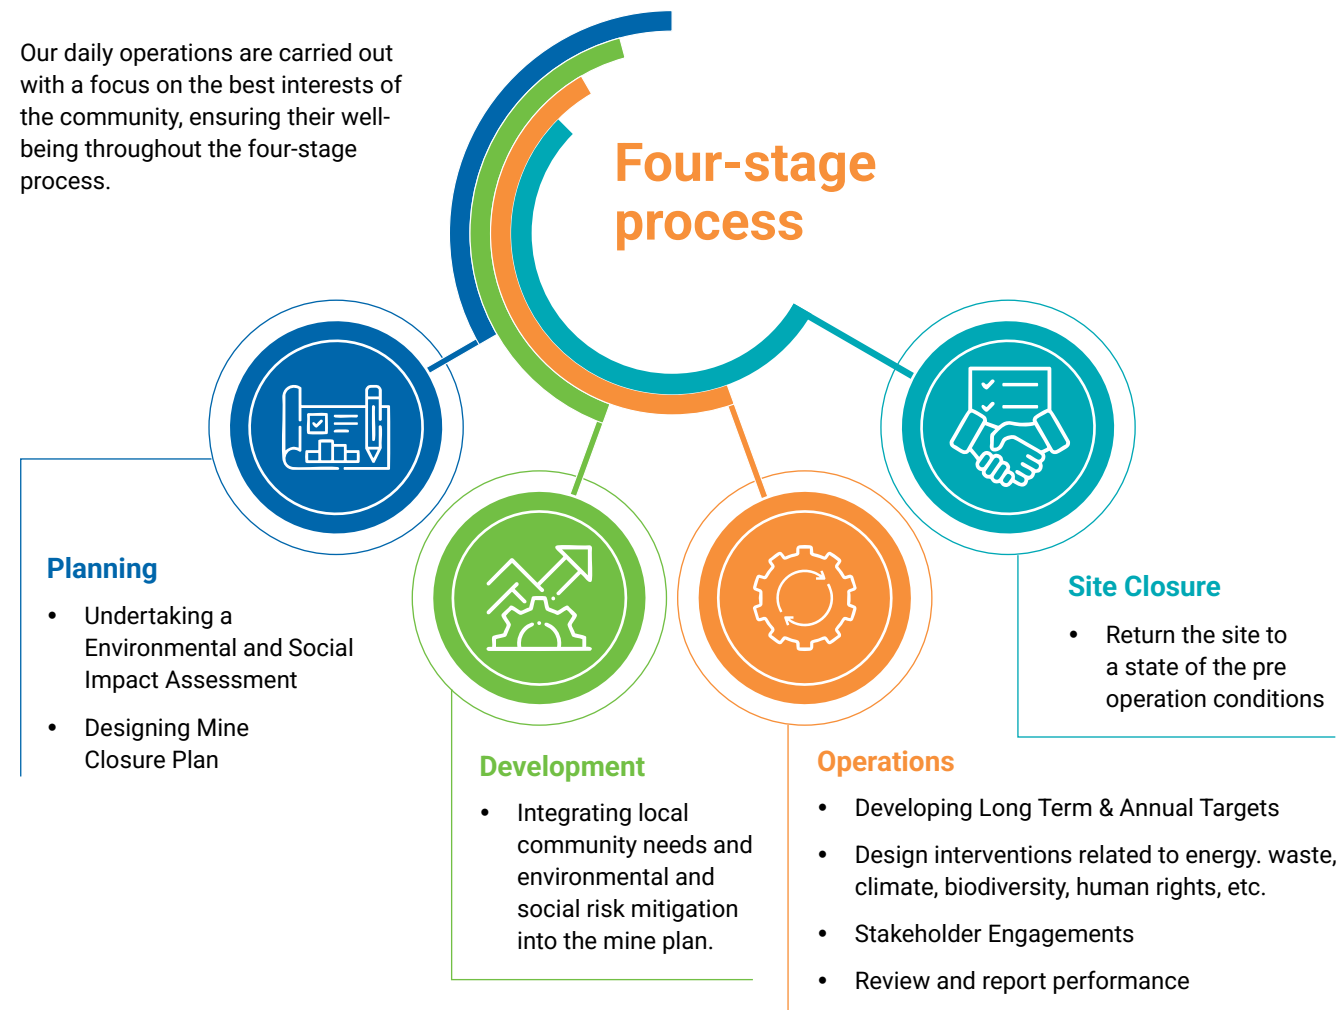 Our daily operations are carried out
with a focus on the best interests of
the community, ensuring their well-
being throughout the four-stage
process.
Four-stage
process
Planning
• Undertaking a
Environmental and Social
Impact Assessment
• Designing Mine
Closure Plan
Development
• Integrating local
community needs and
environmental and
social risk mitigation
into the mine plan.
Operations
• Developing Long Term & Annual Targets
• Design interventions related to energy. waste,
climate, biodiversity, human rights, etc.
• Stakeholder Engagements
• Review and report performance
Site Closure
• Return the site to
a state of the pre
operation conditions